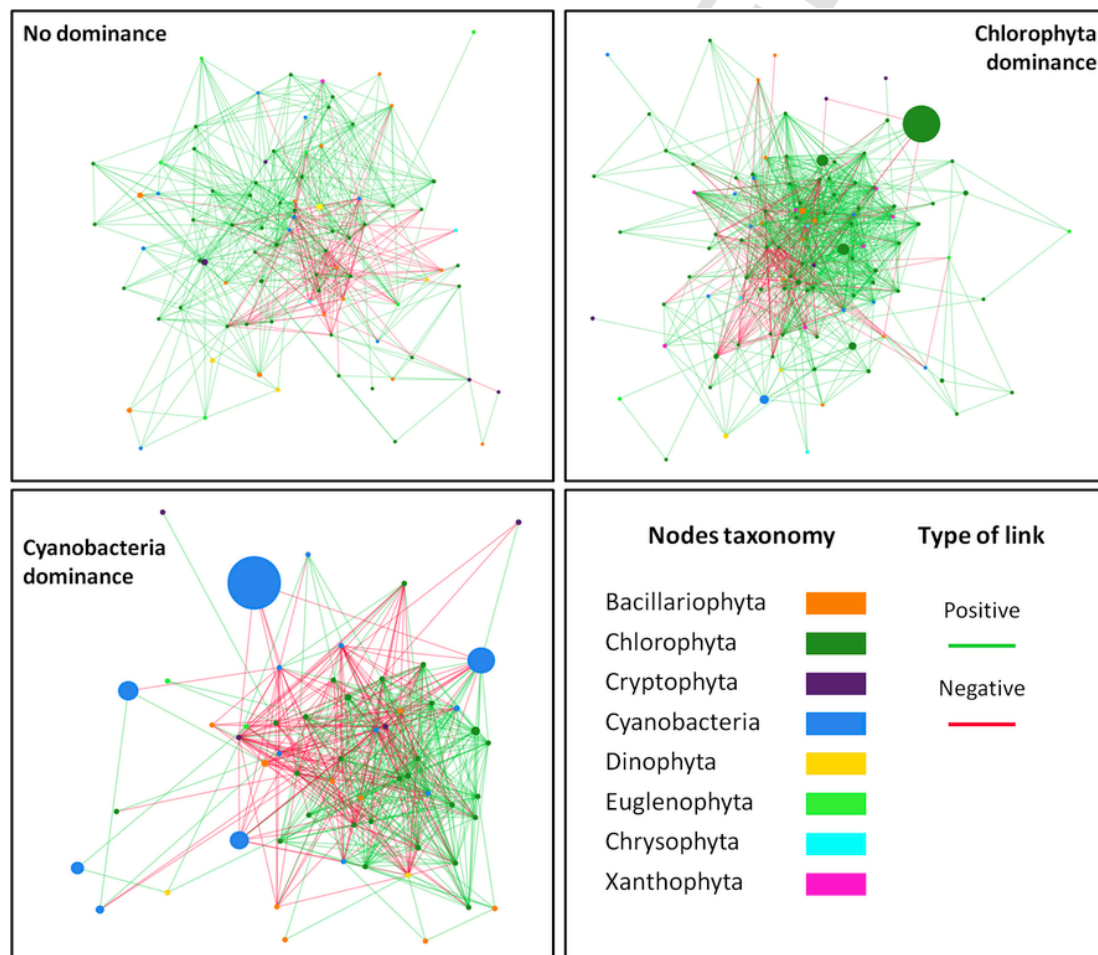 No dominance
Chlorophyta
dominance
Cyanobacteria
dominance
Nodes taxonomy
Type of link
Bacillariophyta
Chlorophyta
Cryptophyta
Cyanobacteria
Dinophyta
Euglenophyta
Chrysophyta
Xanthophyta
Positive
Negative